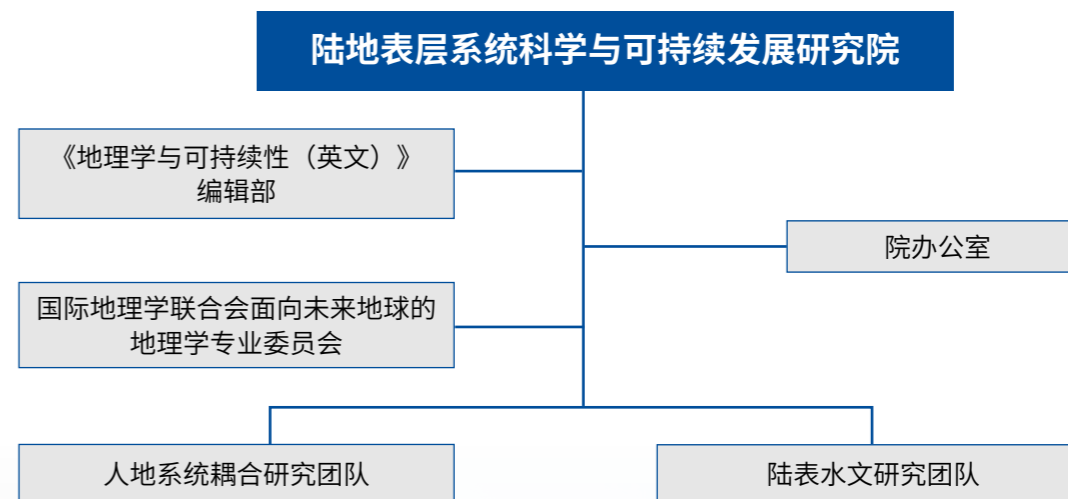 陆地表层系统科学与可持续发展研究院
《地理学与可持续性（英文）》
编辑部
院办公室
国际地理学联合会面向未来地球的
地理学专业委员会
人地系统耦合研究团队
陆表水文研究团队